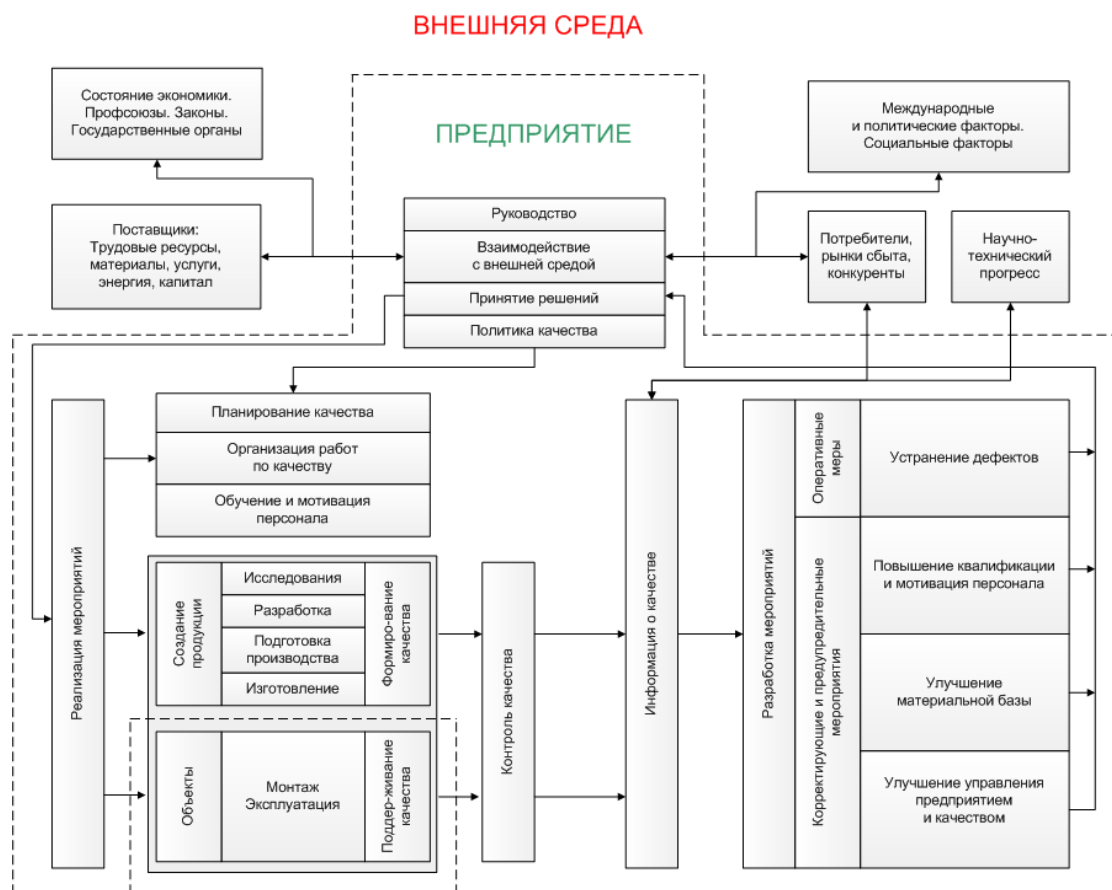 ВНЕШНЯЯ СРЕДА
Состояние экономики.
Профсоюзы. Законы.
Государственные органы
ПРЕДПРИЯТИЕ
Международные
и политические факторы.
Социальные факторы
Поставщики:
Трудовые ресурсы,
материалы, услуги,
энергия, капитал
Руководство
Взаимодействие
с внешней средой
Принятие решений
Политика качества
Потребители,
рынки сбыта,
конкуренты
Научно-
технический
прогресс
Реализация мероприятий
Планирование качества
Организация работ
по качеству
Обучение и мотивация
персонала
Создание
продукции
Исследования
Разработка
Подготовка
производства
Изготовление
Формиро-вание
качества
Объекты
Монтаж
Эксплуатация
Поддер-живание
качества
Контроль качества
Информация о качестве
Разработка мероприятий
Оперативные
меры
Устранение дефектов
Корректирующие и предупредительные
мероприятия
Повышение квалификации
и мотивация персонала
Улучшение
материальной базы
Улучшение управления
предприятием
и качеством